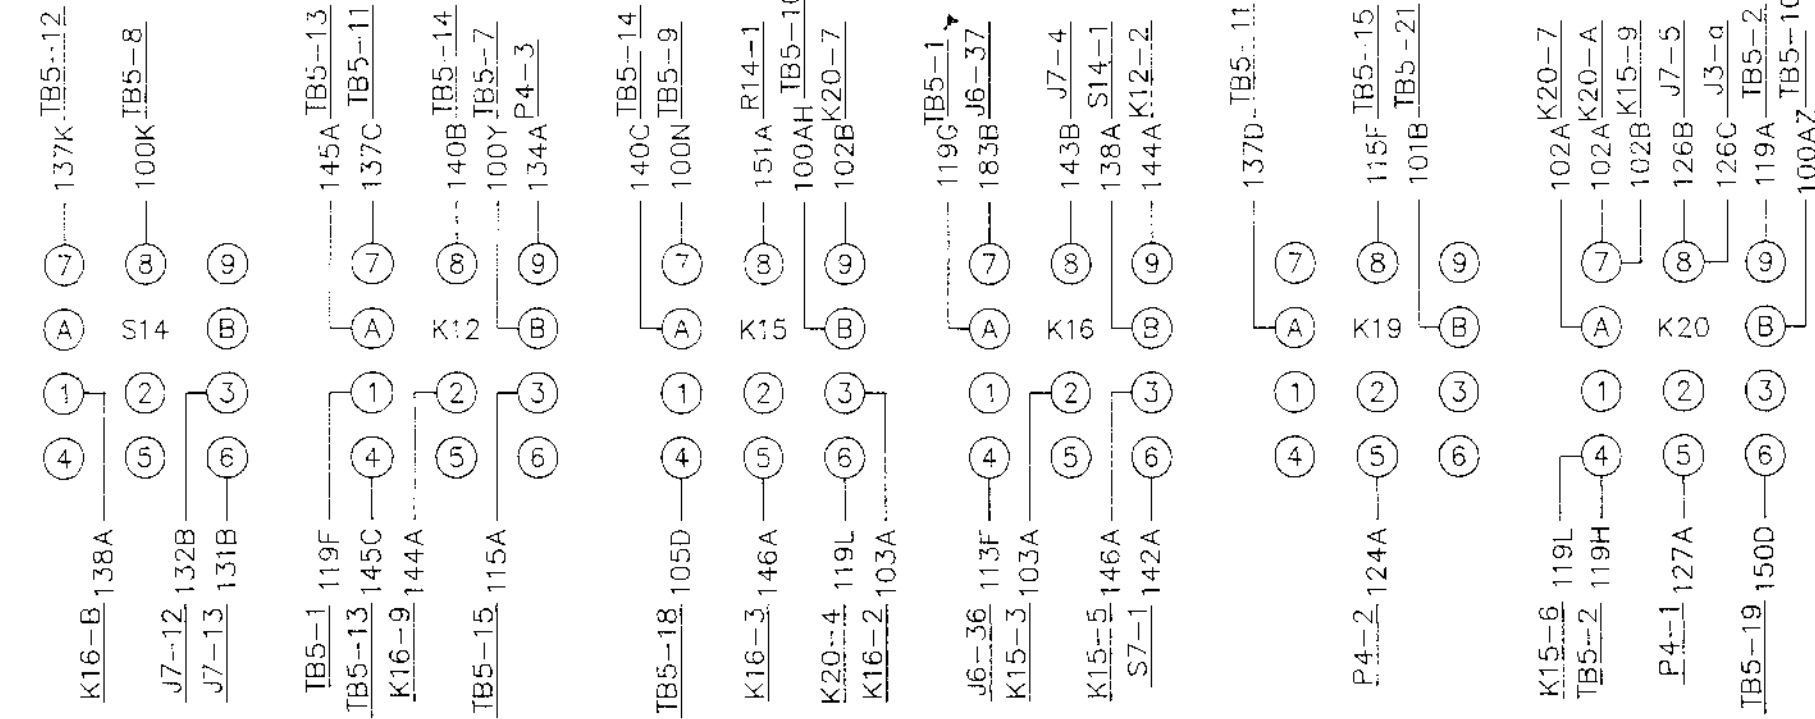 TB5-12
TB5-8
TB5-13
TB5-11
TB5-14
TB5-7
P4-3
TB5-14
TB5-9
R14-1
TB5-10
K20-7
TB5-1
J6-37
J7-4
S14-1
K12-2
TB5-11
TB5-15
TB5-21
K20-7
K20-A
K15-9
J7-5
J3-a
TB5-2
TB5-10
137K
100K
145A
137C
140B
100Y
134A
140C
100N
151A
100AH
102B
119G
183B
143B
138A
144A
137D
115F
101B
102A
102A
102B
126B
126C
119A
100AZ
7 8 9 7 8 9 7 8 9 7 8 9 7 8 9 7 8 9
A S14 B A K12 B A K15 B A K16 B A K19 B A K20 B
1 2 3 1 2 3 1 2 3 1 2 3 1 2 3 1 2 3
4 5 6 4 5 6 4 5 6 4 5 6 4 5 6 4 5 6
138A
132B
131B
119F
145C
144A
115A
105D
146A
119L
103A
113F
103A
146A
142A
124A
119L
119H
127A
150D
K16-B
J7-12
J7-13
TB5-1
TB5-13
K16-9
TB5-15
TB5-18
K16-3
K20-4
K16-2
J6-36
K15-3
K15-5
S7-1
P4-2
K15-6
TB5-2
P4-1
TB5-19